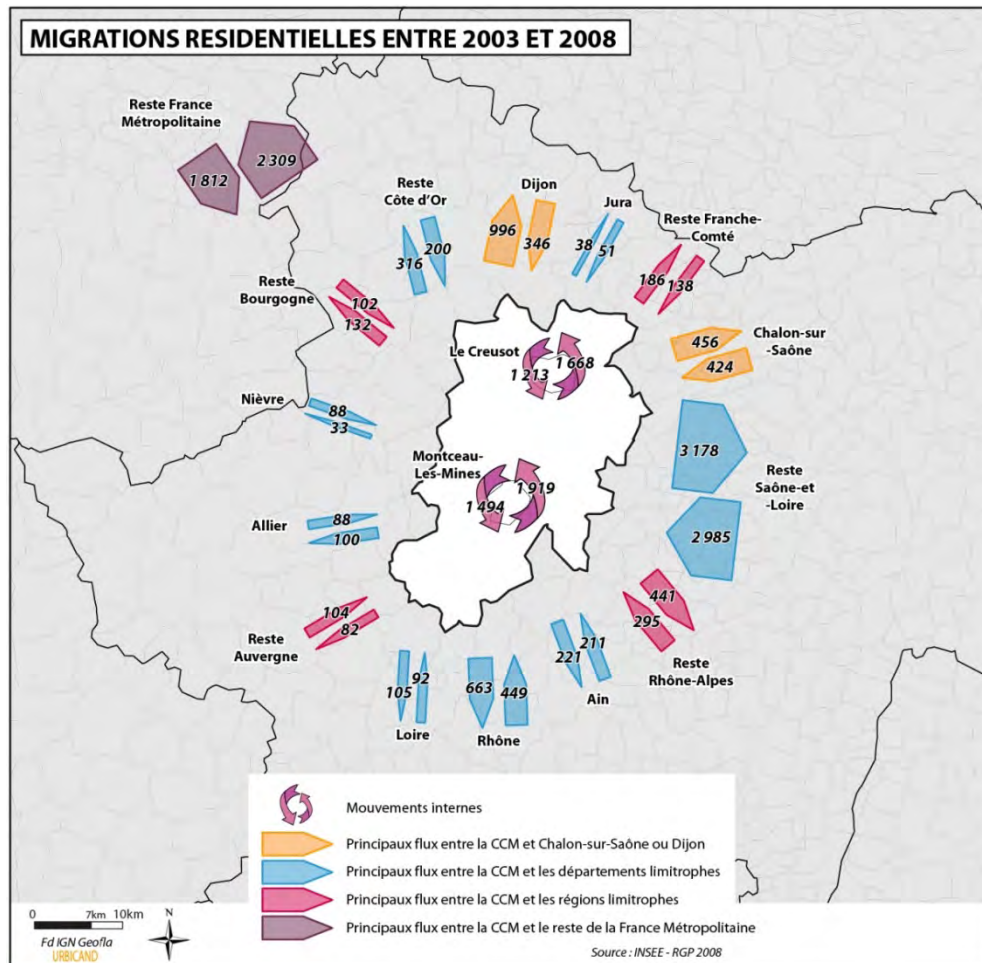 MIGRATIONS RESIDENTIELLES ENTRE 2003 ET 2008
Reste France
Métropolitaine
1 812
2 309
Reste
Côte d'Or
316
200
Dijon
996
346
Jura
38
51
Reste Franche-
Comté
186
138
Reste
Bourgogne
102
132
Chalon-sur
-Saône
456
424
Le Creusot
1 213
1 668
Nièvre
88
33
Montceau-
Les-Mines
1 494
1 919
3 178
Reste
Saône-et
-Loire
2 985
Allier
88
100
104
82
Reste
Auvergne
441
295
Reste
Rhône-Alpes
221
211
Ain
105
92
Loire
663
449
Rhône
Mouvements internes
Principaux flux entre la CCM et Chalon-sur-Saône ou Dijon
Principaux flux entre la CCM et les départements limitrophes
Principaux flux entre la CCM et les régions limitrophes
Principaux flux entre la CCM et le reste de la France Métropolitaine
0 7km 10km
N
Fd IGN Geofla
URBICAND
Source : INSEE - RGP 2008